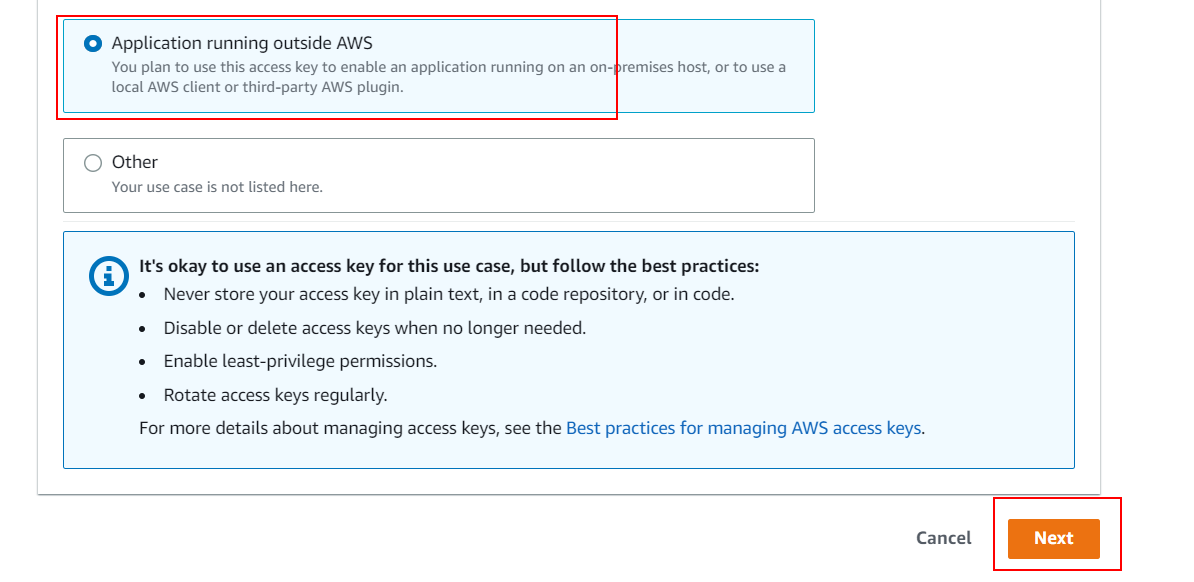 Application running outside AWS
You plan to use this access key to enable an application running on an on-premises host, or to use a
local AWS client or third-party AWS plugin.
Other
Your use case is not listed here.
It's okay to use an access key for this use case, but follow the best practices:
• Never store your access key in plain text, in a code repository, or in code.
• Disable or delete access keys when no longer needed.
• Enable least-privilege permissions.
• Rotate access keys regularly.
For more details about managing access keys, see the Best practices for managing AWS access keys.
Cancel Next